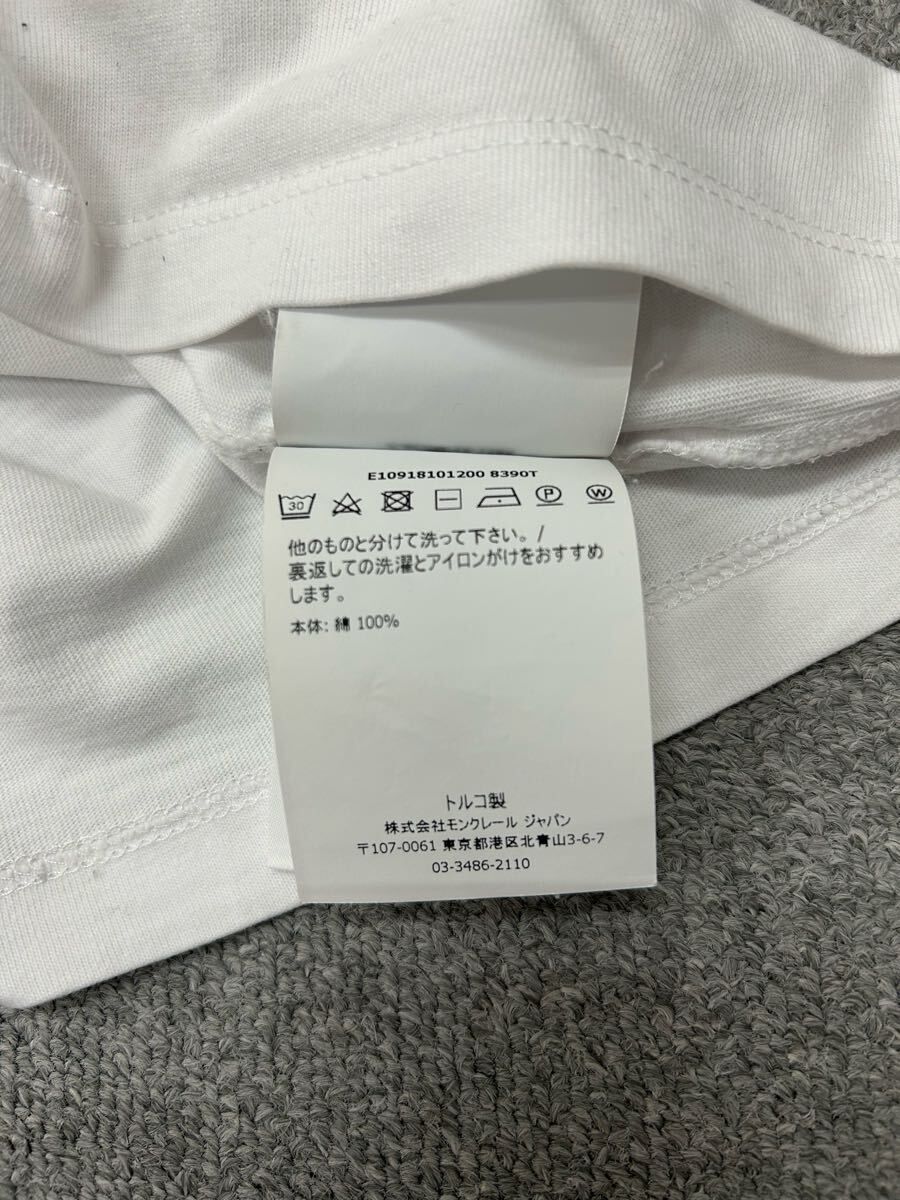 E10918101200 8390T
30 P W
他のものと分けて洗って下さい。/
裏返しての洗濯とアイロンがけをおすすめ
します。
本体: 綿 100%
トルコ製
株式会社モンクレール ジャパン
〒107-0061 東京都港区北青山3-6-7
03-3486-2110